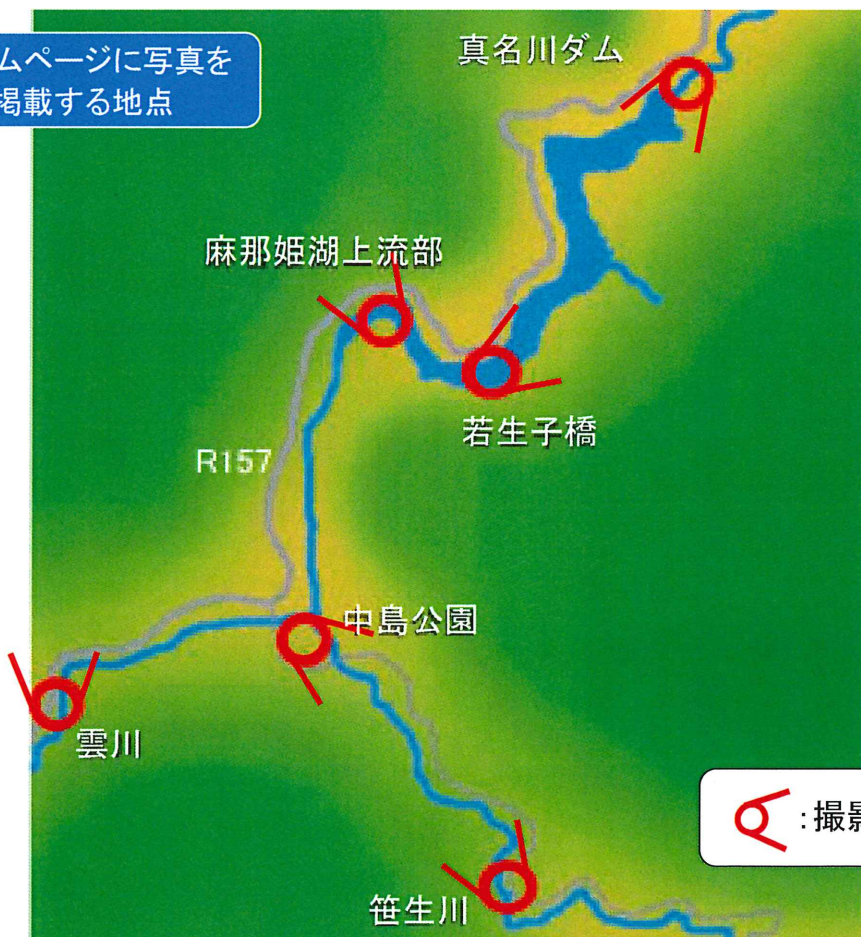 ムページに写真を
掲載する地点
真名川ダム
麻那姫湖上流部
若生子橋
R157
中島公園
雲川
:撮影
笹生川